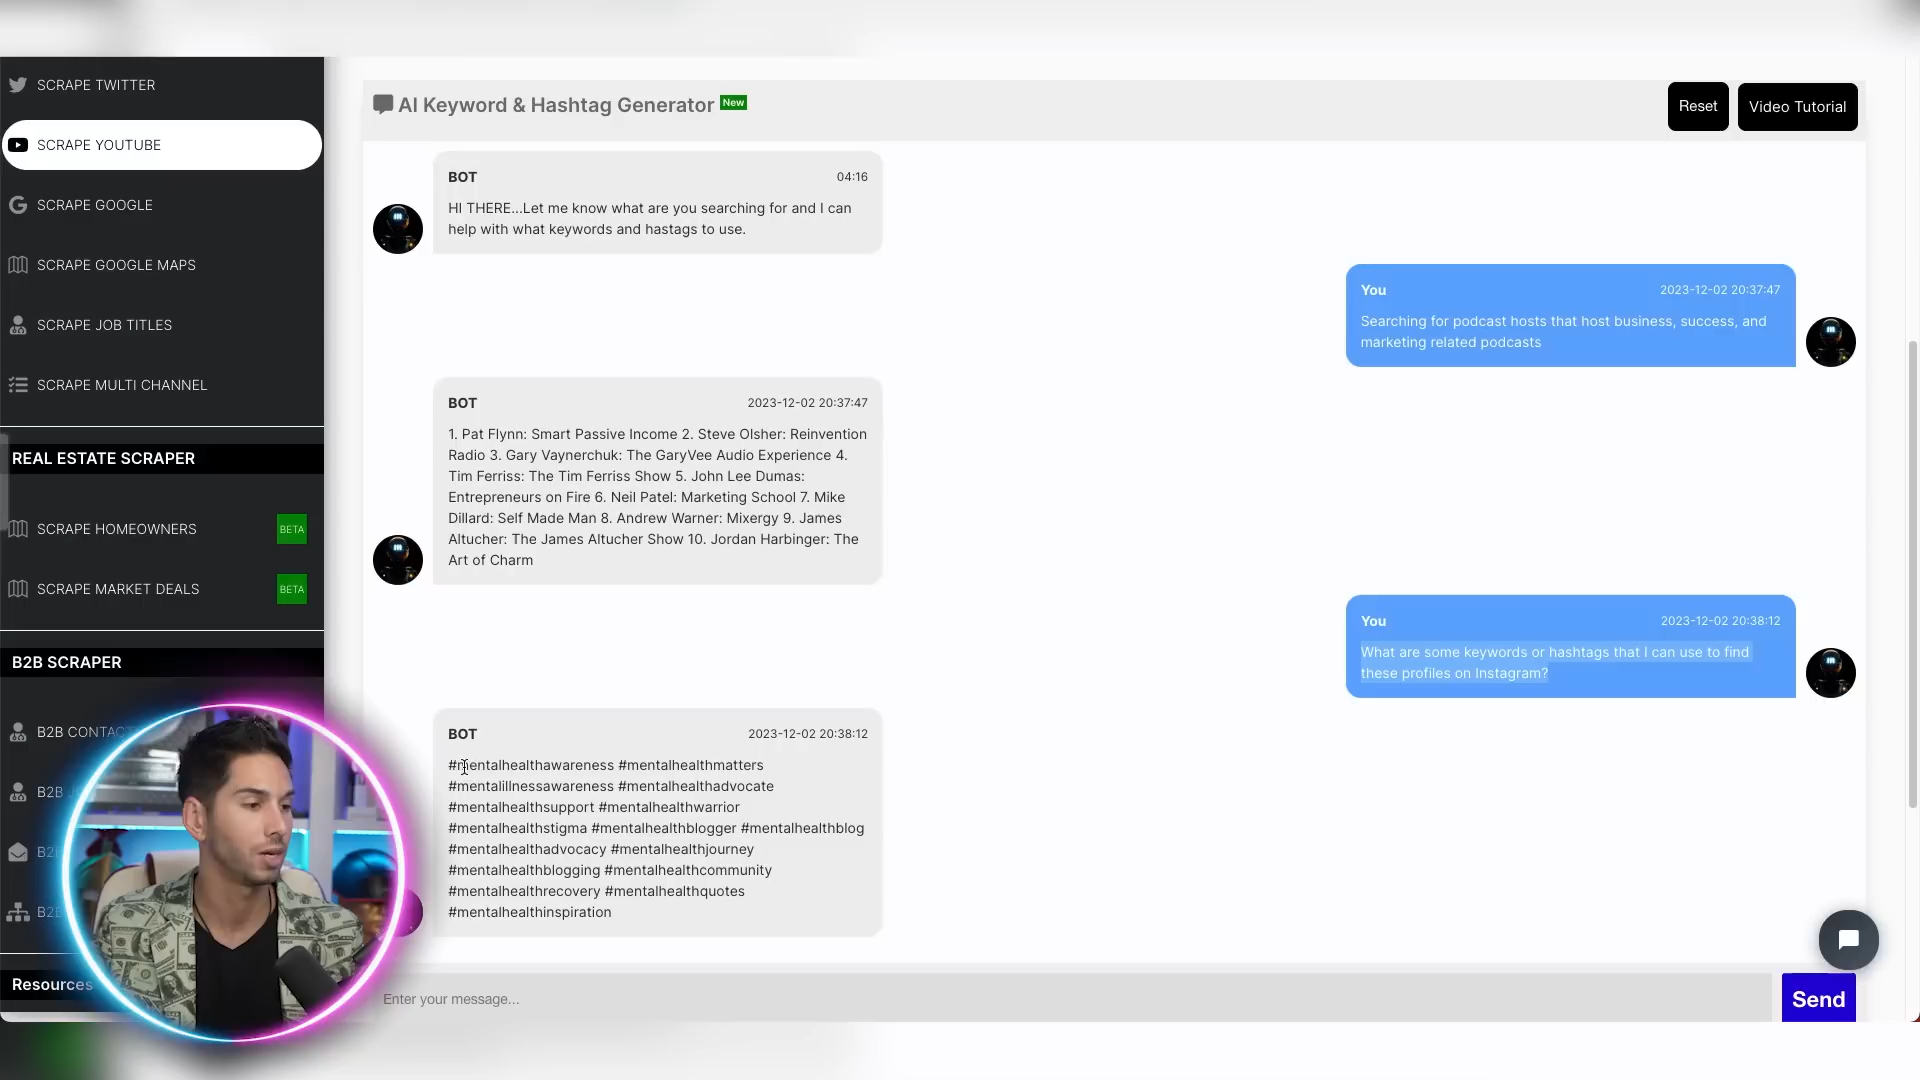 SCRAPE TWITTER
SCRAPE YOUTUBE
SCRAPE GOOGLE
SCRAPE GOOGLE MAPS
SCRAPE JOB TITLES
SCRAPE MULTI CHANNEL
REAL ESTATE SCRAPER
SCRAPE HOMEOWNERS BETA
SCRAPE MARKET DEALS BETA
B2B SCRAPER
B2B
B2B
Resources
AI Keyword & Hashtag Generator New
Reset Video Tutorial
BOT 04:16
HI THERE...Let me know what are you searching for and I can
help with what keywords and hastags to use.
You 2023-12-02 20:37:47
Searching for podcast hosts that host business, success, and
marketing related podcasts
BOT 2023-12-02 20:37:47
1. Pat Flynn: Smart Passive Income 2. Steve Olsher: Reinvention
Radio 3. Gary Vaynerchuk: The GaryVee Audio Experience 4.
Tim Ferriss: The Tim Ferriss Show 5. John Lee Dumas:
Entrepreneurs on Fire 6. Neil Patel: Marketing School 7. Mike
Dillard: Self Made Man 8. Andrew Warner: Mixergy 9. James
Altucher: The James Altucher Show 10. Jordan Harbinger: The
Art of Charm
You 2023-12-02 20:38:12
What are some keywords or hashtags that I can use to find
these profiles on Instagram?
BOT 2023-12-02 20:38:12
#mentalhealthawareness #mentalhealthmatters
#mentalillnessawareness #mentalhealthadvocate
#mentalhealthsupport #mentalhealthwarrior
#mentalhealthstigma #mentalhealthblogger #mentalhealthblog
#mentalhealthadvocacy #mentalhealthjourney
#mentalhealthblogging #mentalhealthcommunity
#mentalhealthrecovery #mentalhealthquotes
#mentalhealthinspiration
Enter your message...
Send